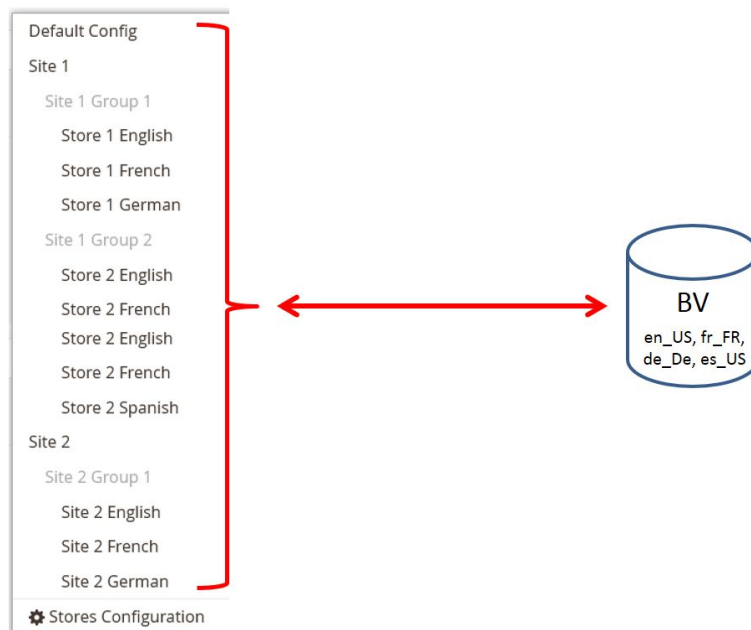 Default Config
Site 1
Site 1 Group 1
Store 1 English
Store 1 French
Store 1 German
Site 1 Group 2
Store 2 English
Store 2 French
Store 2 English
Store 2 French
Store 2 Spanish
Site 2
Site 2 Group 1
Site 2 English
Site 2 French
Site 2 German
Stores Configuration
BV
en_US, fr_FR,
de_De, es_US